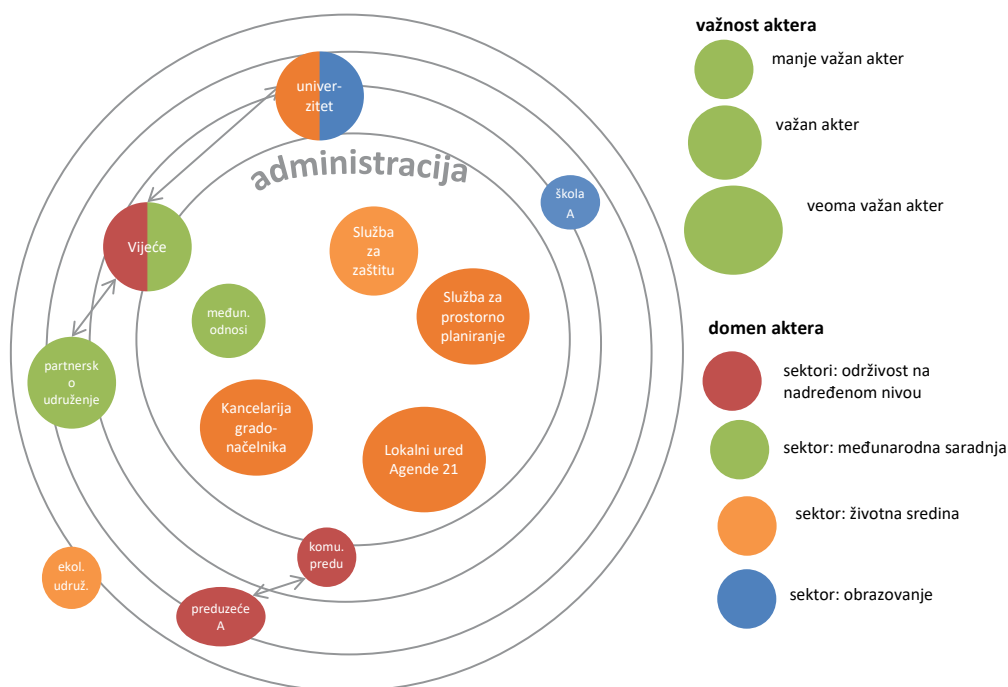 univer-
zitet
administracija
škola
A
Vijeće
Služba
za
zaštitu
međun.
odnosi
Služba za
prostorno
planiranje
partnersk
o
udruženje
Kancelarija
grado-
načelnika
Lokalni ured
Agende 21
komu.
predu
ekol.
udruž.
preduzeće
A
važnost aktera
manje važan akter
važan akter
veoma važan akter
domen aktera
sektori: održivost na
nadređenom nivou
sektor: međunarodna saradnja
sektor: životna sredina
sektor: obrazovanje